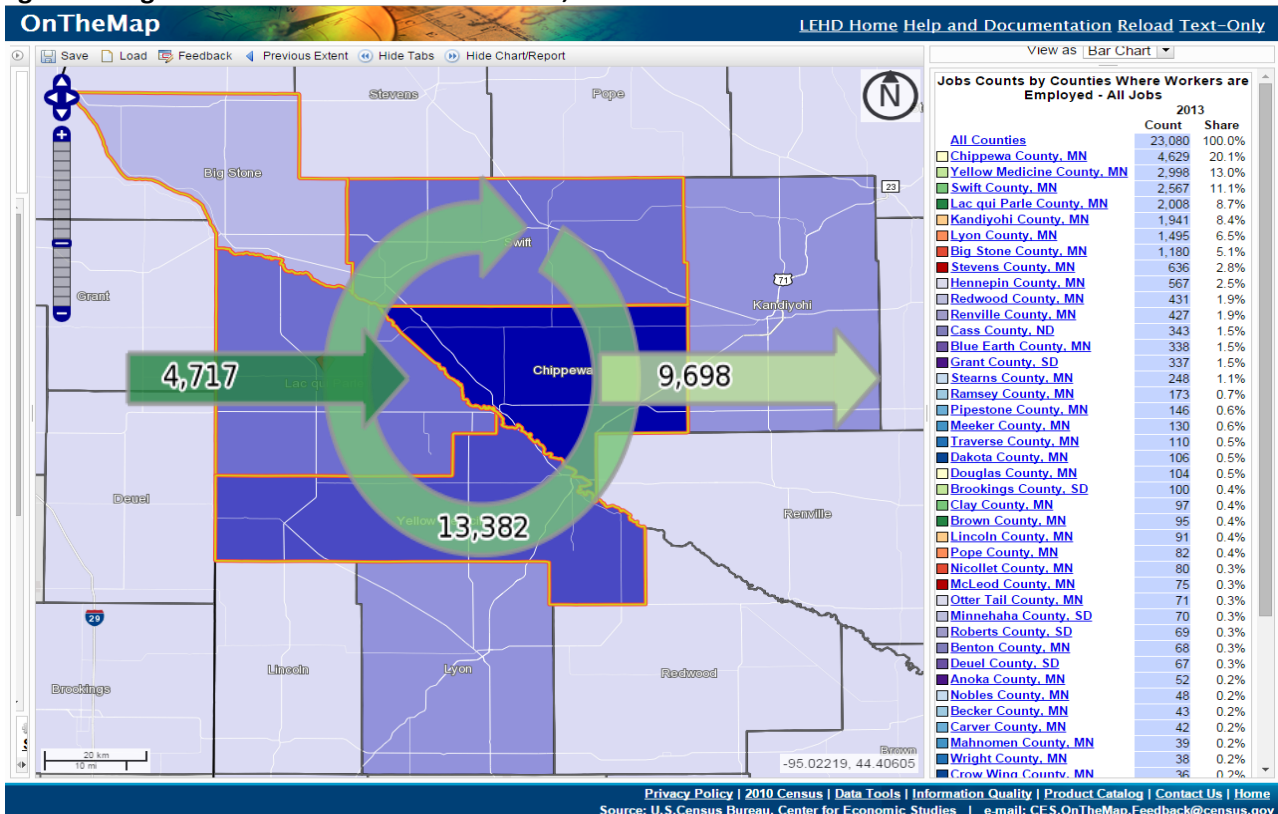 OnTheMap
LEHD Home Help and Documentation Reload Text-Only
Save Load Feedback Previous Extent Hide Tabs Hide Chart/Report
View as Bar Chart
Stevens
Pope
N
Big Stone
23
Swift
71
Grant
Kandiyohi
4,717
Lac qui
Chippewa
9,698
Deuel
Yellow
13,382
Renville
29
Lincoln
Lyon
Redwood
Brookings
Brown
20 km
10 mi
-95.02219, 44.40605
Jobs Counts by Counties Where Workers are
Employed - All Jobs
2013
Count Share
All Counties 23,080 100.0%
Chippewa County, MN 4,629 20.1%
Yellow Medicine County, MN 2,998 13.0%
Swift County, MN 2,567 11.1%
Lac qui Parle County, MN 2,008 8.7%
Kandiyohi County, MN 1,941 8.4%
Lyon County, MN 1,495 6.5%
Big Stone County, MN 1,180 5.1%
Stevens County, MN 636 2.8%
Hennepin County, MN 567 2.5%
Redwood County, MN 431 1.9%
Renville County, MN 427 1.9%
Cass County, ND 343 1.5%
Blue Earth County, MN 338 1.5%
Grant County, SD 337 1.5%
Stearns County, MN 248 1.1%
Ramsey County, MN 173 0.7%
Pipestone County, MN 146 0.6%
Meeker County, MN 130 0.6%
Traverse County, MN 110 0.5%
Dakota County, MN 106 0.5%
Douglas County, MN 104 0.5%
Brookings County, SD 100 0.4%
Clay County, MN 97 0.4%
Brown County, MN 95 0.4%
Lincoln County, MN 91 0.4%
Pope County, MN 82 0.4%
Nicollet County, MN 80 0.3%
McLeod County, MN 75 0.3%
Otter Tail County, MN 71 0.3%
Minnehaha County, SD 70 0.3%
Roberts County, SD 69 0.3%
Benton County, MN 68 0.3%
Deuel County, SD 67 0.3%
Anoka County, MN 52 0.2%
Nobles County, MN 48 0.2%
Becker County, MN 43 0.2%
Carver County, MN 42 0.2%
Mahnomen County, MN 39 0.2%
Wright County, MN 38 0.2%
Crow Wing County, MN 36 0.2%
Privacy Policy | 2010 Census | Data Tools | Information Quality | Product Catalog | Contact Us | Home
Source: U.S.Census Bureau, Center for Economic Studies | e-mail: CES.OnTheMap.Feedback@census.gov